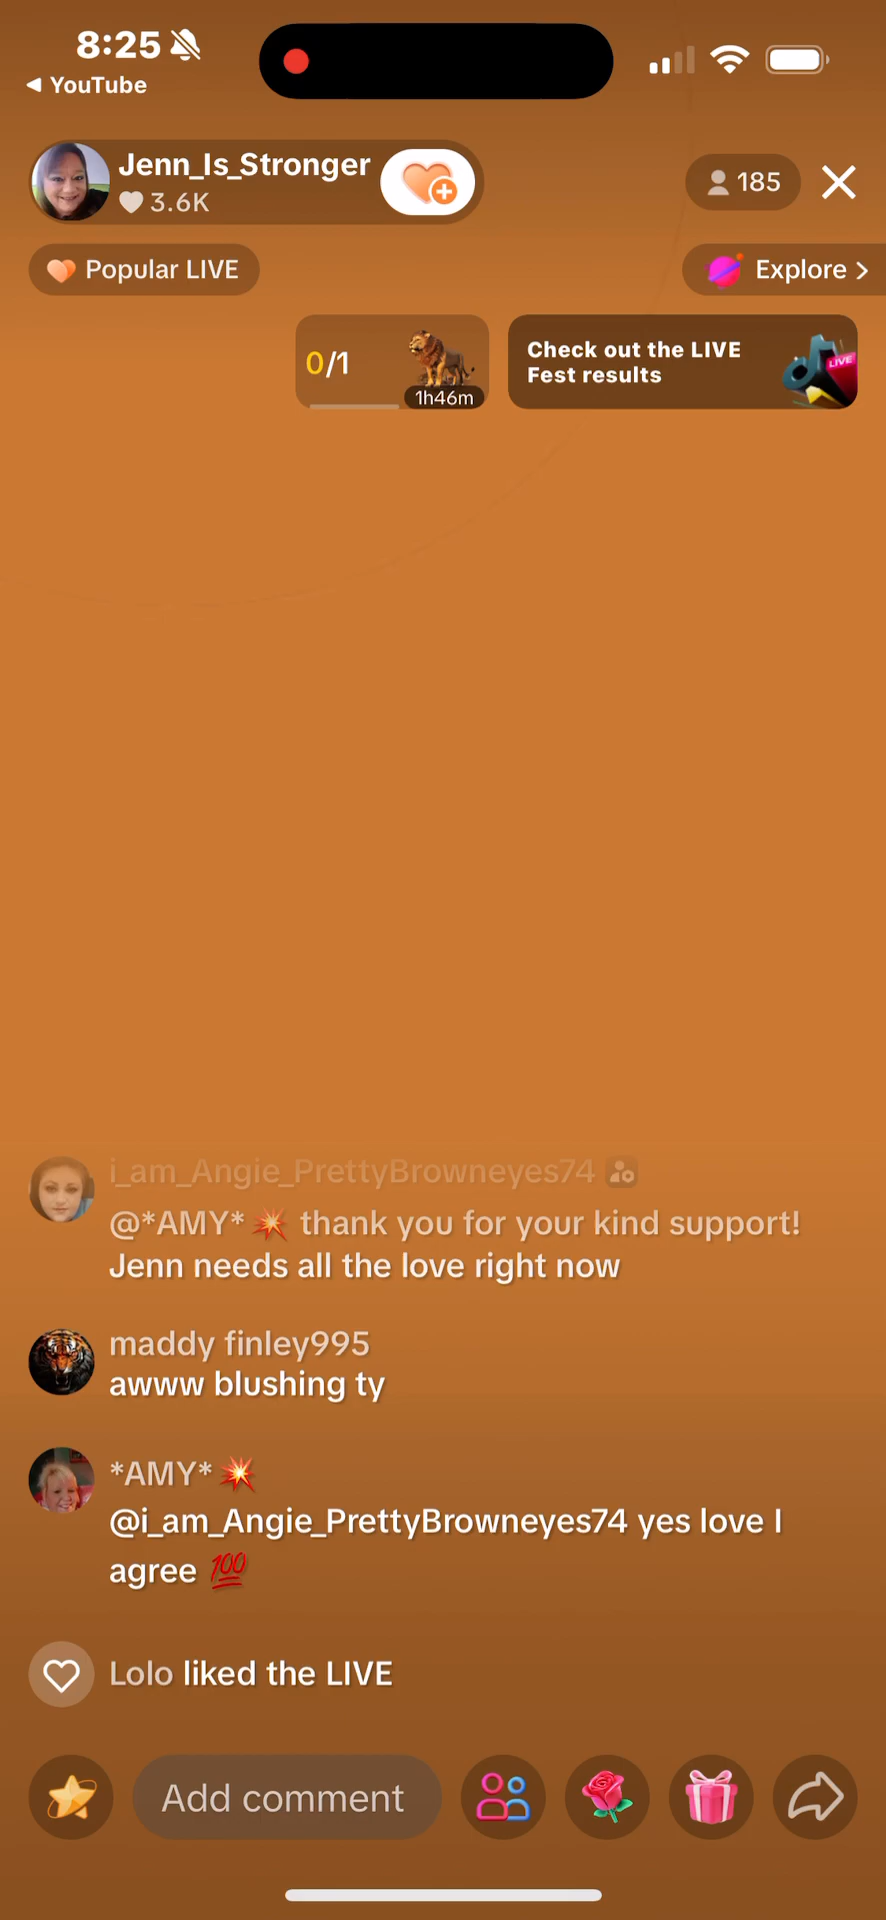 8:25
YouTube
Jenn_Is_Stronger
3.6K
185
Popular LIVE
Explore >
0/1
1h46m
Check out the LIVE
Fest results
LIVE
i_am_Angie_PrettyBrowneyes74
@*AMY*💥 thank you for your kind support!
Jenn needs all the love right now
maddy finley995
awww blushing ty
*AMY*💥
@i_am_Angie_PrettyBrowneyes74 yes love I
agree 💯
Lolo liked the LIVE
Add comment